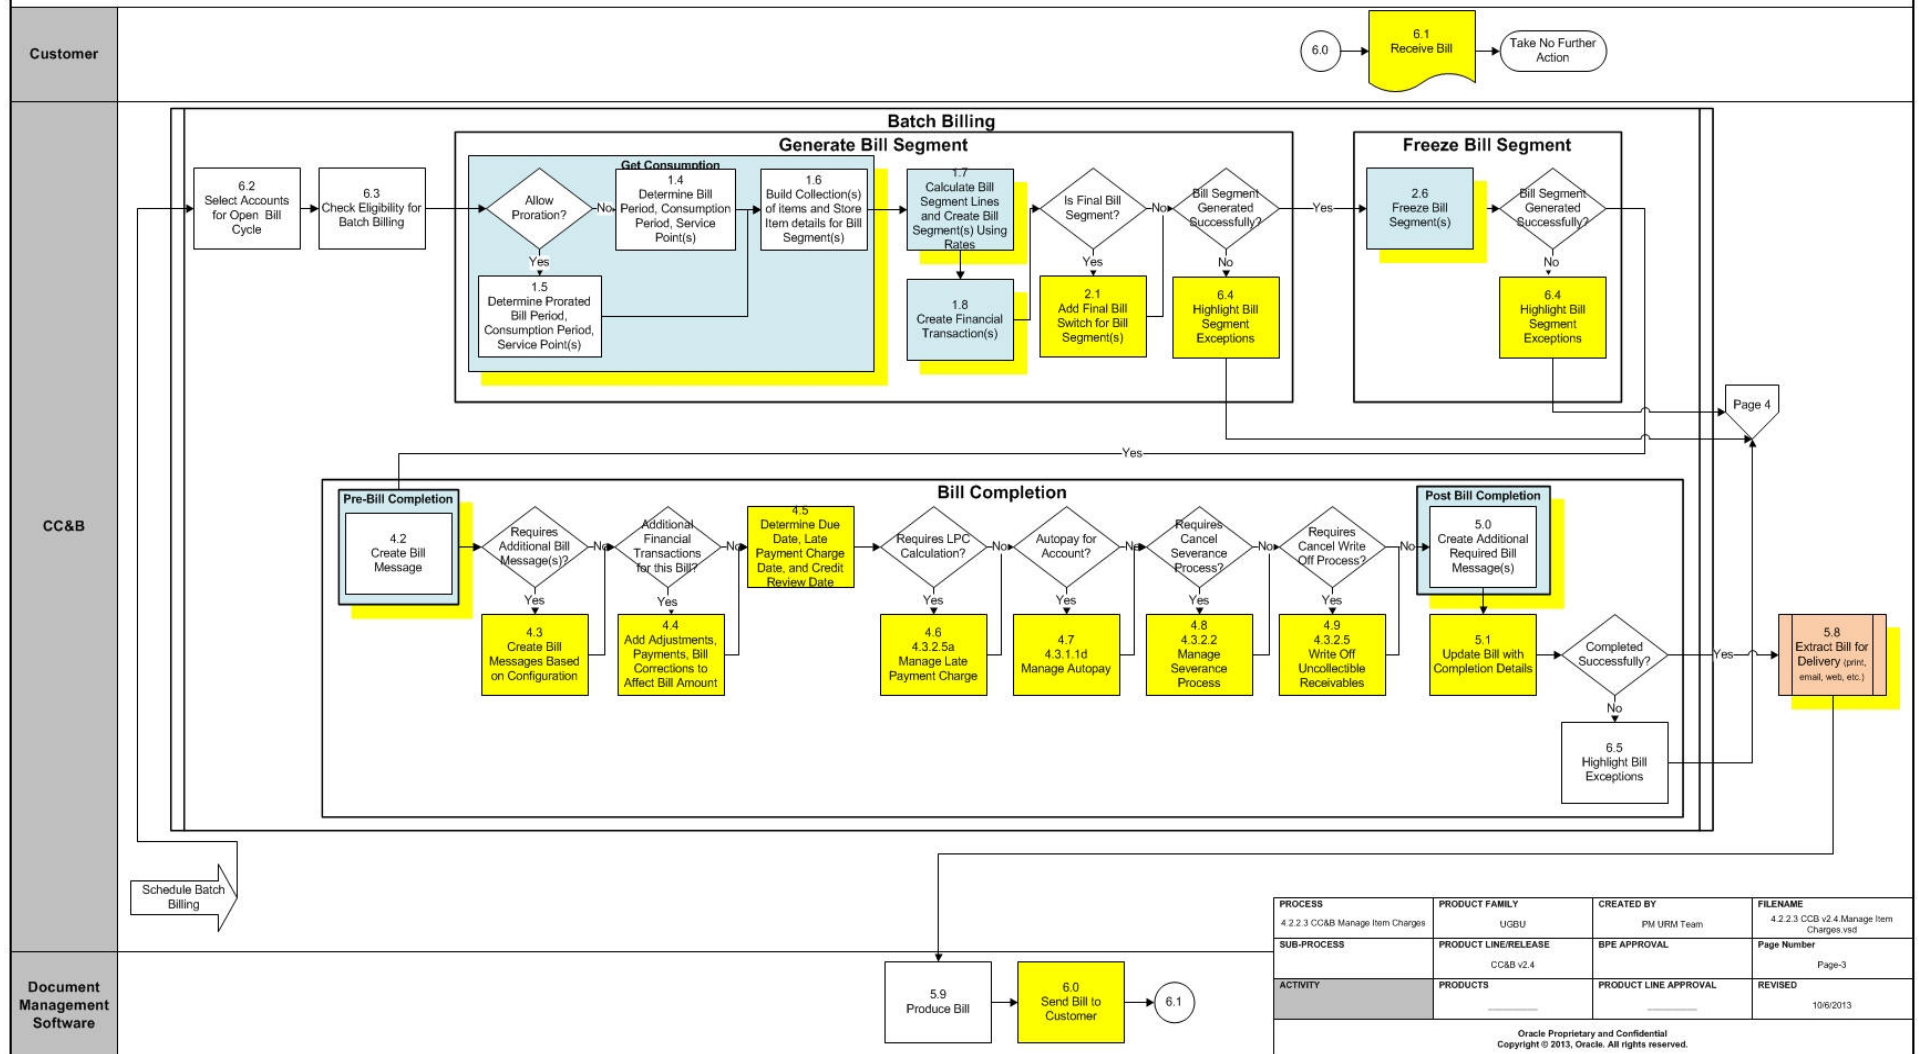 Customer
6.0
6.1
Receive Bill
Take No Further
Action
CC&B
Batch Billing
Generate Bill Segment
Freeze Bill Segment
6.2
Select Accounts
for Open Bill
Cycle
6.3
Check Eligibility for
Batch Billing
Get Consumption
Allow
Proration?
No
Yes
1.4
Determine Bill
Period, Consumption
Period, Service
Point(s)
1.5
Determine Prorated
Bill Period,
Consumption Period,
Service Point(s)
1.6
Build Collection(s)
of items and Store
Item details for Bill
Segment(s)
1.7
Calculate Bill
Segment Lines
and Create Bill
Segment(s) Using
Rates
1.8
Create Financial
Transaction(s)
Is Final Bill
Segment?
No
Yes
2.1
Add Final Bill
Switch for Bill
Segment(s)
Bill Segment
Generated
Successfully?
Yes
No
6.4
Highlight Bill
Segment
Exceptions
2.6
Freeze Bill
Segment(s)
Bill Segment
Generated
Successfully?
No
6.4
Highlight Bill
Segment
Exceptions
Page 4
Yes
Bill Completion
Pre-Bill Completion
4.2
Create Bill
Message
Requires
Additional Bill
Message(s)?
No
Yes
4.3
Create Bill
Messages Based
on Configuration
Additional
Financial
Transactions
for this Bill?
No
Yes
4.4
Add Adjustments,
Payments, Bill
Corrections to
Affect Bill Amount
4.5
Determine Due
Date, Late
Payment Charge
Date, and Credit
Review Date
Requires LPC
Calculation?
No
Yes
4.6
4.3.2.5a
Manage Late
Payment Charge
Autopay for
Account?
No
Yes
4.7
4.3.1.1d
Manage Autopay
Requires
Cancel
Severance
Process?
No
Yes
4.8
4.3.2.2
Manage
Severance
Process
Requires
Cancel Write
Off Process?
No
Yes
4.9
4.3.2.5
Write Off
Uncollectible
Receivables
Post Bill Completion
5.0
Create Additional
Required Bill
Message(s)
5.1
Update Bill with
Completion Details
Completed
Successfully?
Yes
No
6.5
Highlight Bill
Exceptions
5.8
Extract Bill for
Delivery (print,
email, web, etc.)
Schedule Batch
Billing
Document
Management
Software
5.9
Produce Bill
6.0
Send Bill to
Customer
6.1
PROCESS
4.2.2.3 CC&B Manage Item Charges
PRODUCT FAMILY
UGBU
CREATED BY
PM URM Team
FILENAME
4.2.2.3 CCB v2.4.Manage Item
Charges.vsd
SUB-PROCESS
PRODUCT LINE/RELEASE
CC&B v2.4
BPE APPROVAL
Page Number
Page-3
ACTIVITY
PRODUCTS
PRODUCT LINE APPROVAL
REVISED
10/6/2013
Oracle Proprietary and Confidential
Copyright © 2013, Oracle. All rights reserved.